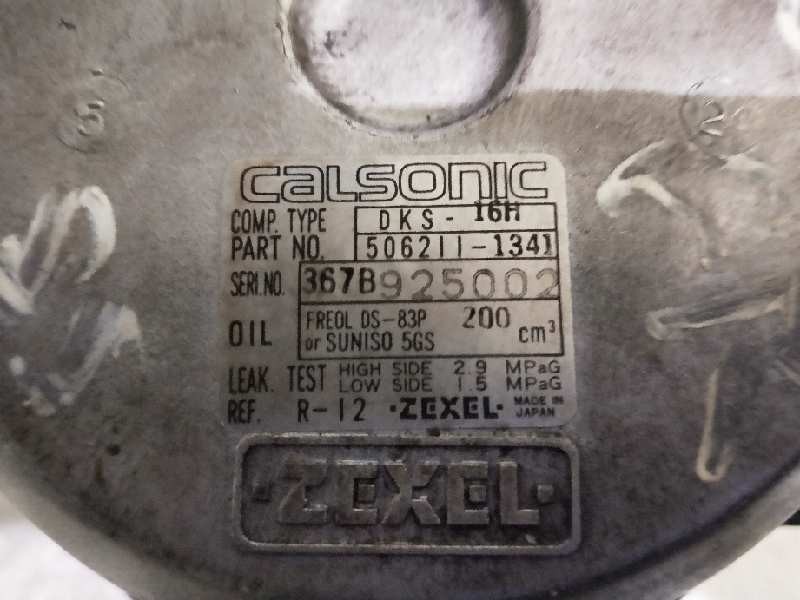 5
2
calsonic
COMP. TYPE DKS-16H
PART NO. 506211-1341
SERI.NO. 367B925002
OIL FREOL DS-83P or SUNISO 5GS 200 cm³
LEAK. TEST HIGH SIDE 2.9 MPaG
LOW SIDE 1.5 MPaG
REF. R-12 ·ZEXEL· MADE IN JAPAN
·ZEXEL·